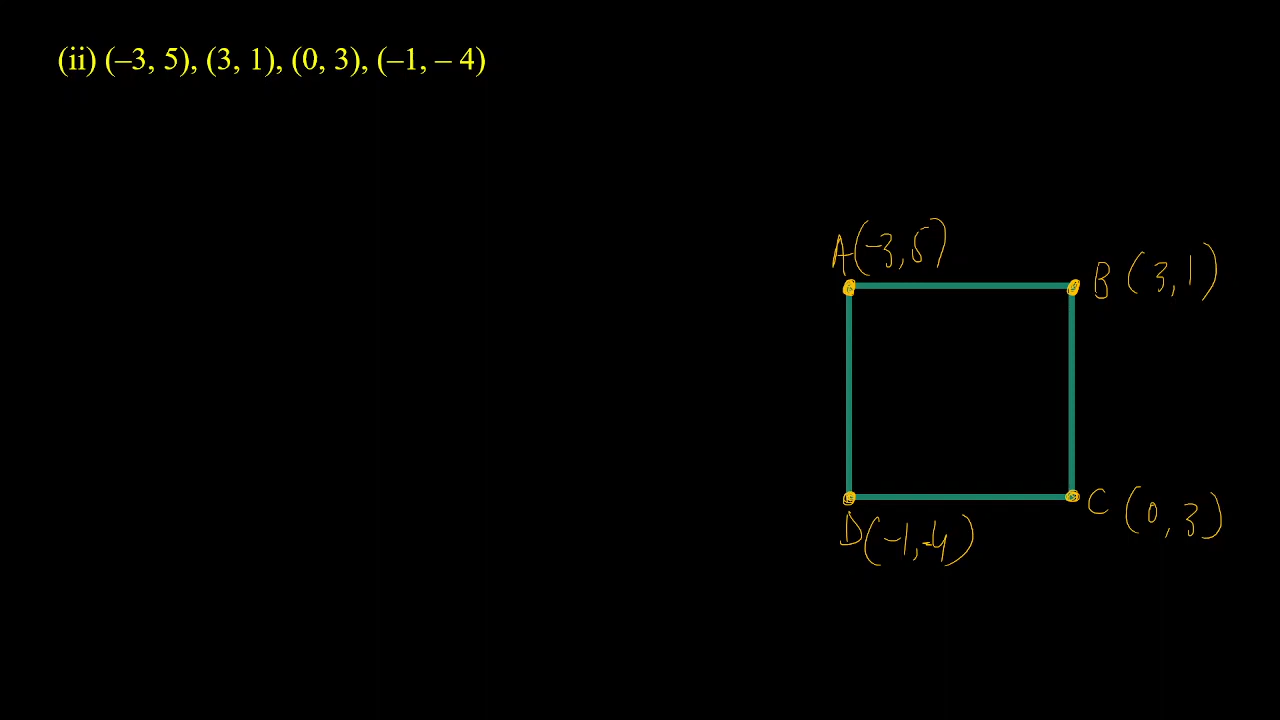 (ii) (–3, 5), (3, 1), (0, 3), (–1, – 4)
A(-3,5)
B (3,1)
D(-1,-4)
C (0,3)